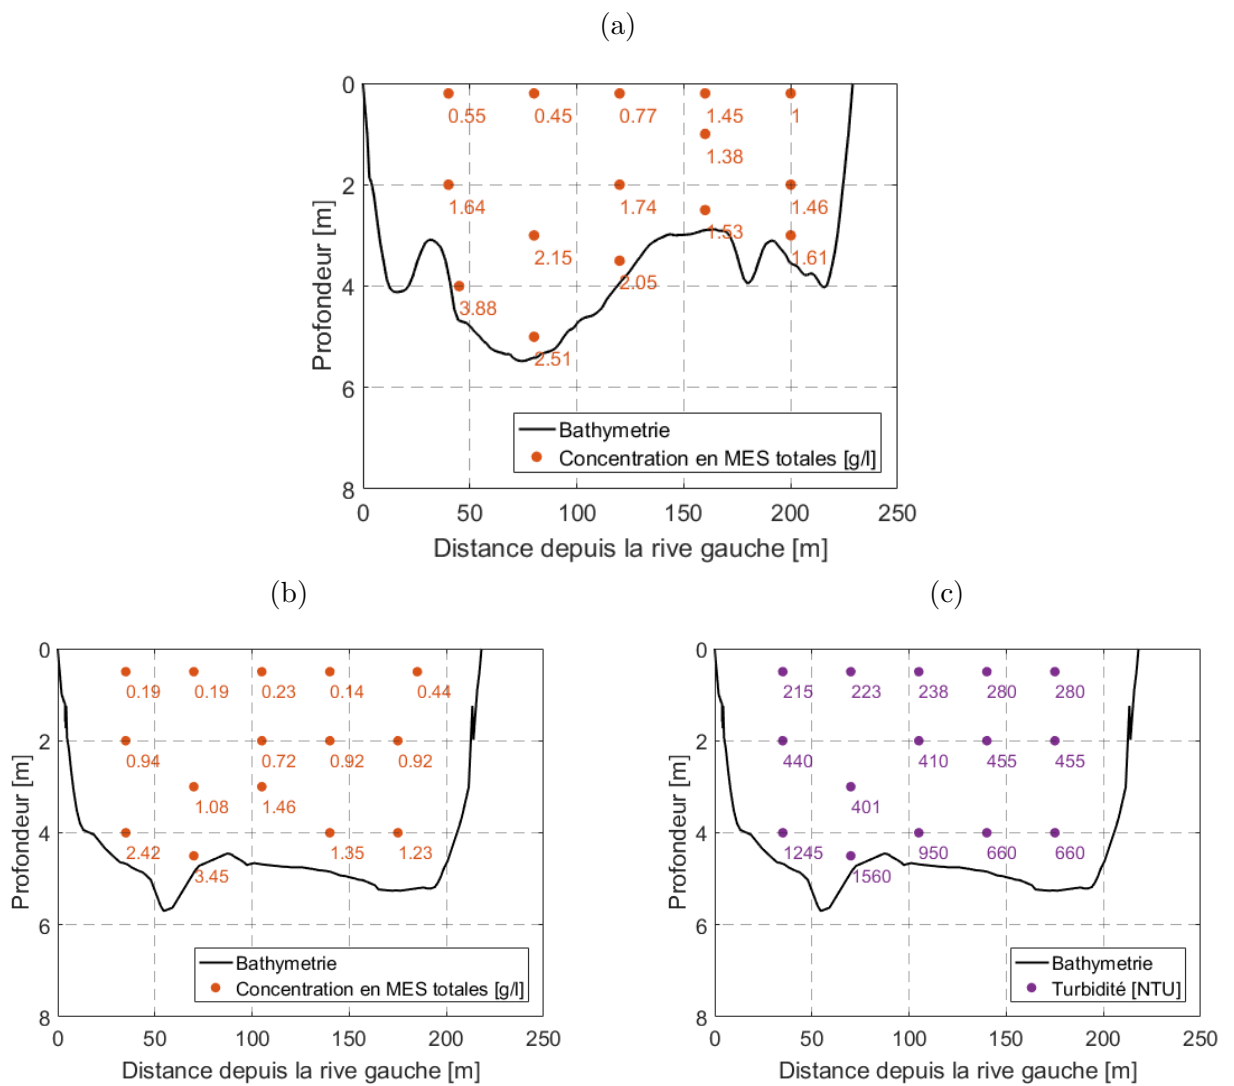 (a)
0
0.55 0.45 0.77 1.45 1
1.38
2
1.64 1.74 1.46
1.53
2.15 1.61
2.05
4
3.88
2.51
6
Bathymetrie
Concentration en MES totales [g/l]
8
0 50 100 150 200 250
Profondeur [m]
Distance depuis la rive gauche [m]
(b)
0
0.19 0.19 0.23 0.14 0.44
2
0.94 0.72 0.92 0.92
1.08 1.46
4
2.42 1.35 1.23
3.45
6
Bathymetrie
Concentration en MES totales [g/l]
8
0 50 100 150 200 250
Profondeur [m]
Distance depuis la rive gauche [m]
(c)
0
215 223 238 280 280
2
440 410 455 455
401
4
1245 950 660 660
1560
6
Bathymetrie
Turbidité [NTU]
8
0 50 100 150 200 250
Profondeur [m]
Distance depuis la rive gauche [m]